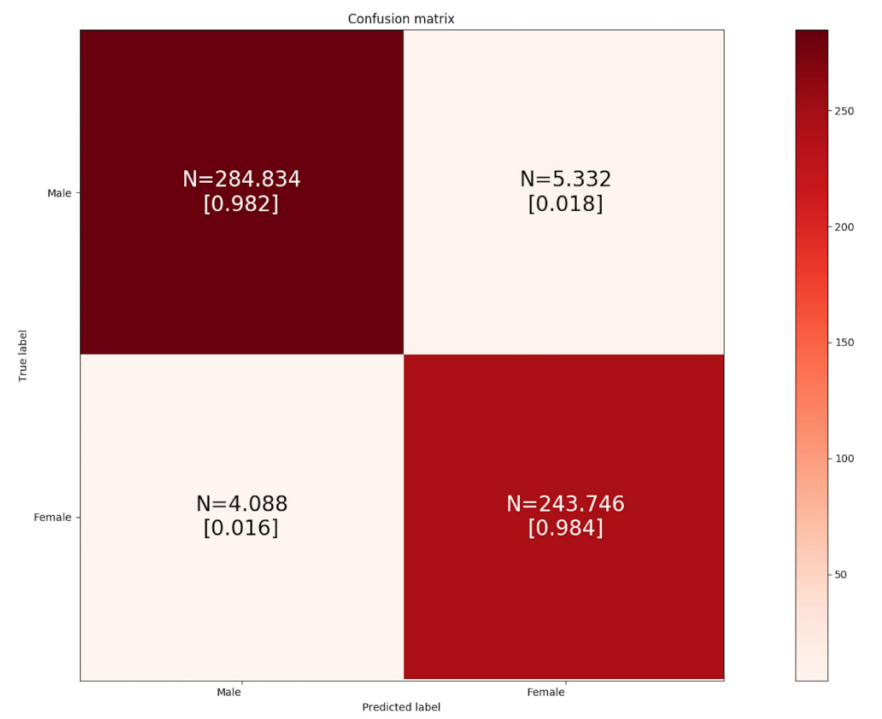 Confusion matrix
N=284.834
[0.982]
N=5.332
[0.018]
Male
N=4.088
[0.016]
N=243.746
[0.984]
Female
True label
Male
Female
Predicted label
250
200
150
100
50